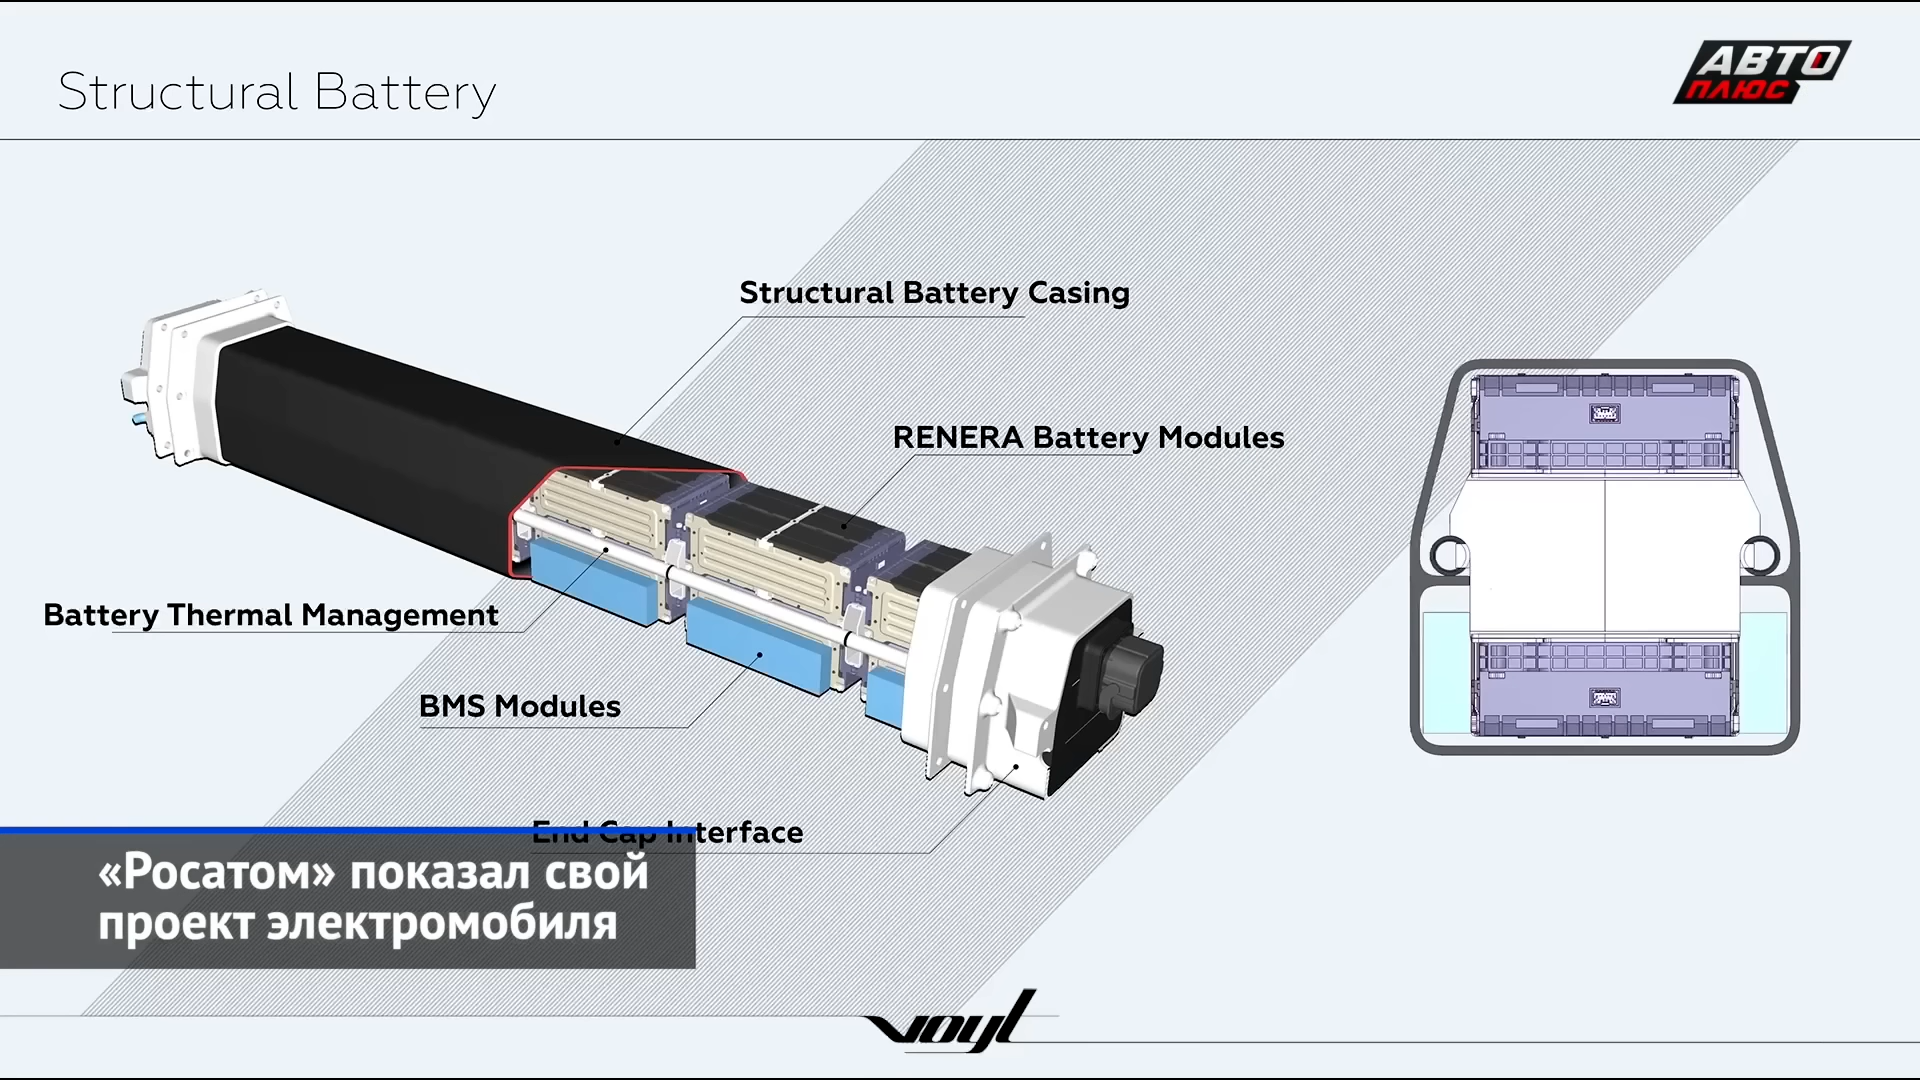 Structural Battery
АВТО
ПЛЮС
Structural Battery Casing
RENERA Battery Modules
Battery Thermal Management
BMS Modules
End Cap Interface
«Росатом» показал свой
проект электромобиля
voyl